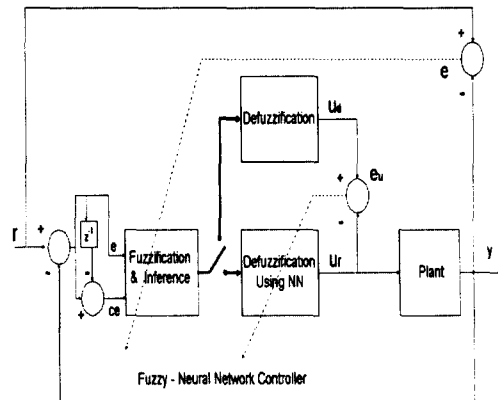 +
e
-
Defuzzification
ud
+
eu
-
r
+
-
z-1
-
+
e
ce
Fuzzification
& Inference
Defuzzification
Using NN
ur
Plant
y
Fuzzy - Neural Network Controller